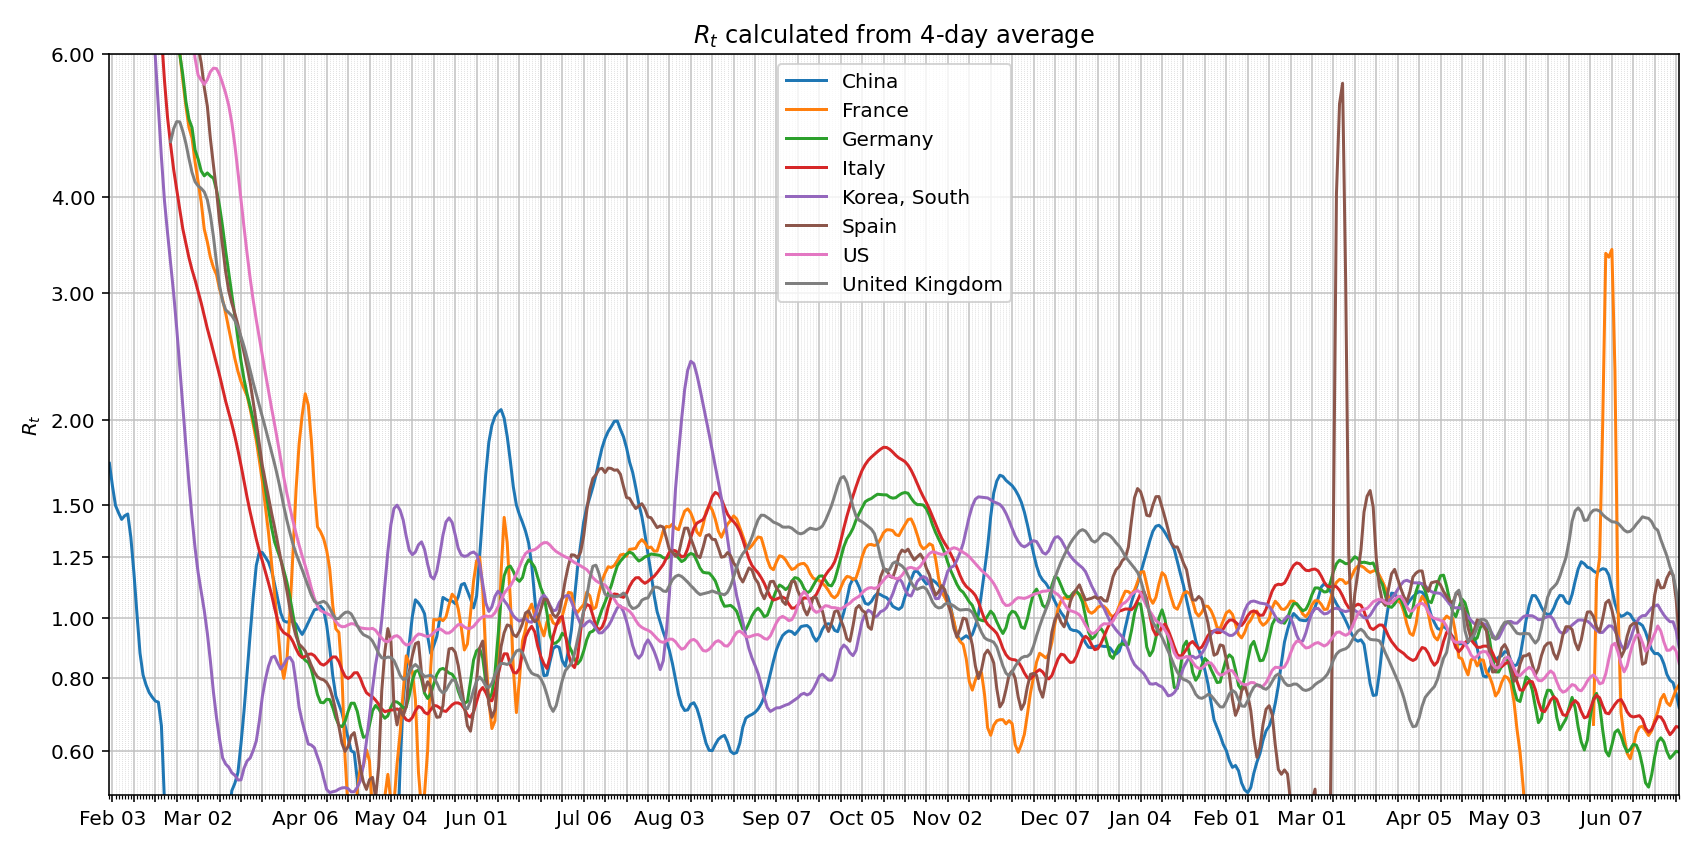 R_t calculated from 4-day average
6.00
4.00
3.00
2.00
1.50
1.25
1.00
0.80
0.60
R_t
China
France
Germany
Italy
Korea, South
Spain
US
United Kingdom
Feb 03 Mar 02 Apr 06 May 04 Jun 01 Jul 06 Aug 03 Sep 07 Oct 05 Nov 02 Dec 07 Jan 04 Feb 01 Mar 01 Apr 05 May 03 Jun 07